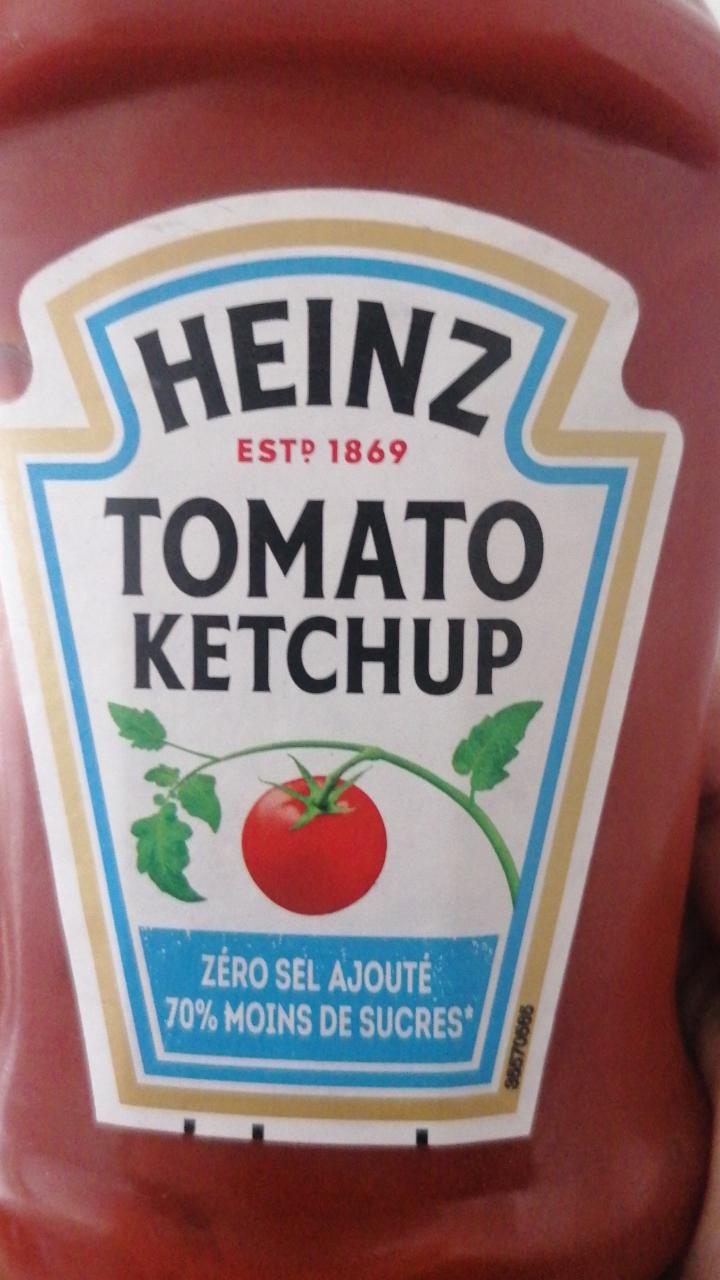 HEINZ
ESTD 1869
TOMATO
KETCHUP
ZÉRO SEL AJOUTÉ
70% MOINS DE SUCRES*